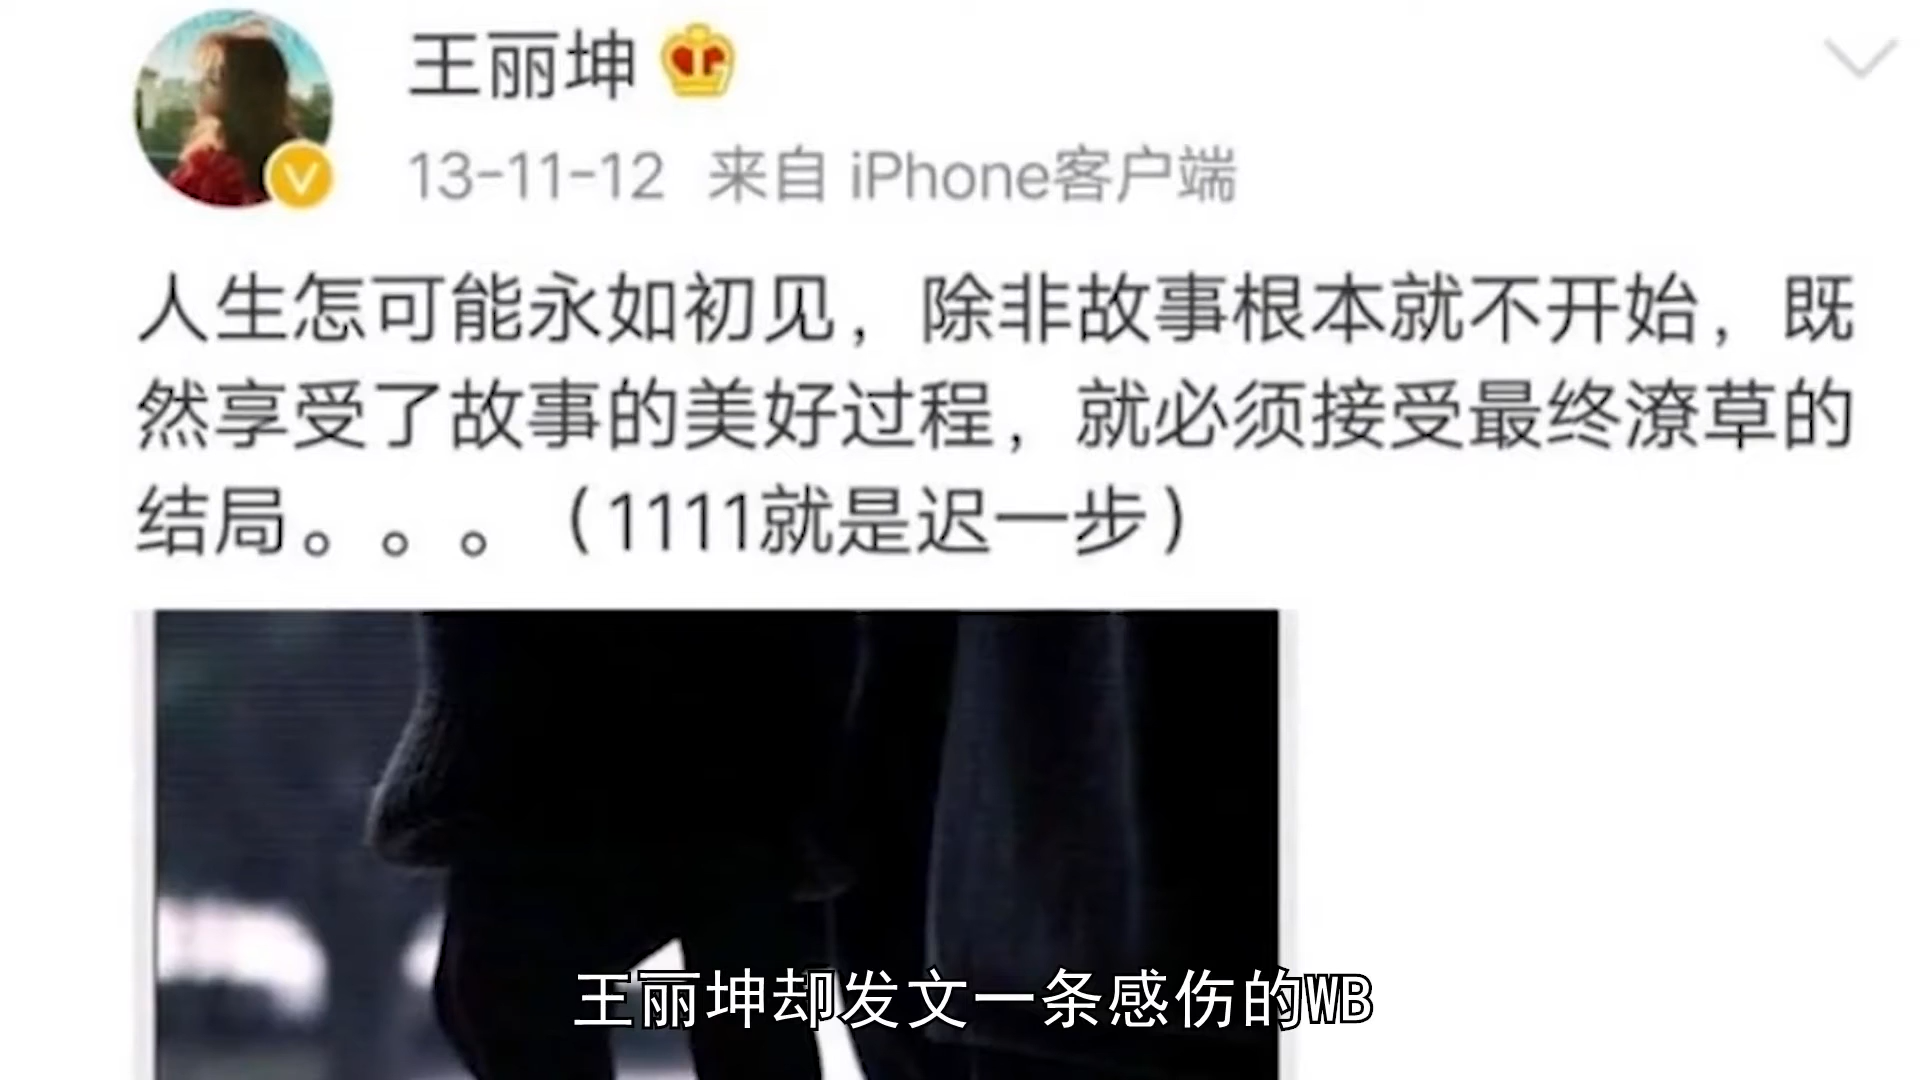 王丽坤
13-11-12 来自 iPhone客户端
人生怎可能永如初见，除非故事根本就不开始，既
然享受了故事的美好过程，就必须接受最终潦草的
结局。。。（1111就是迟一步）
王丽坤却发文一条感伤的WB